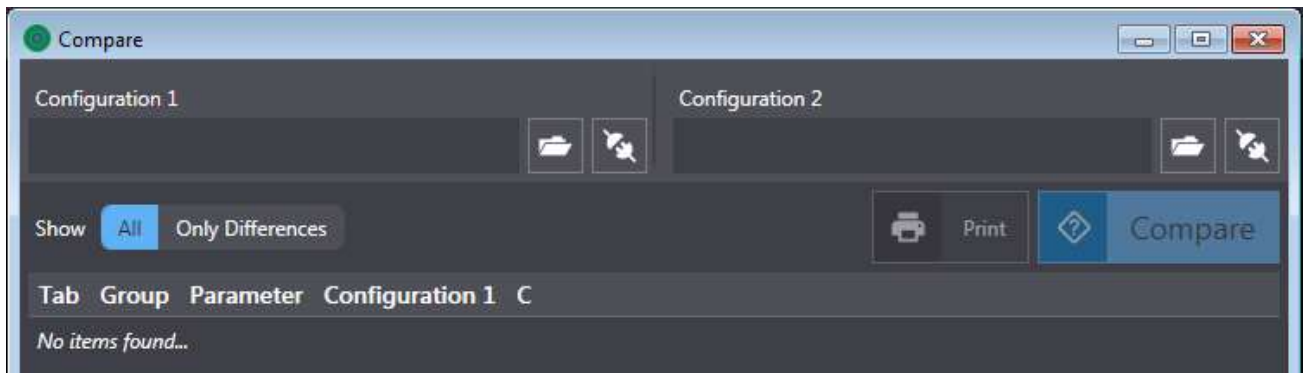 Compare
Configuration 1
Configuration 2
Show All Only Differences Print Compare
Tab Group Parameter Configuration 1 C
No items found...